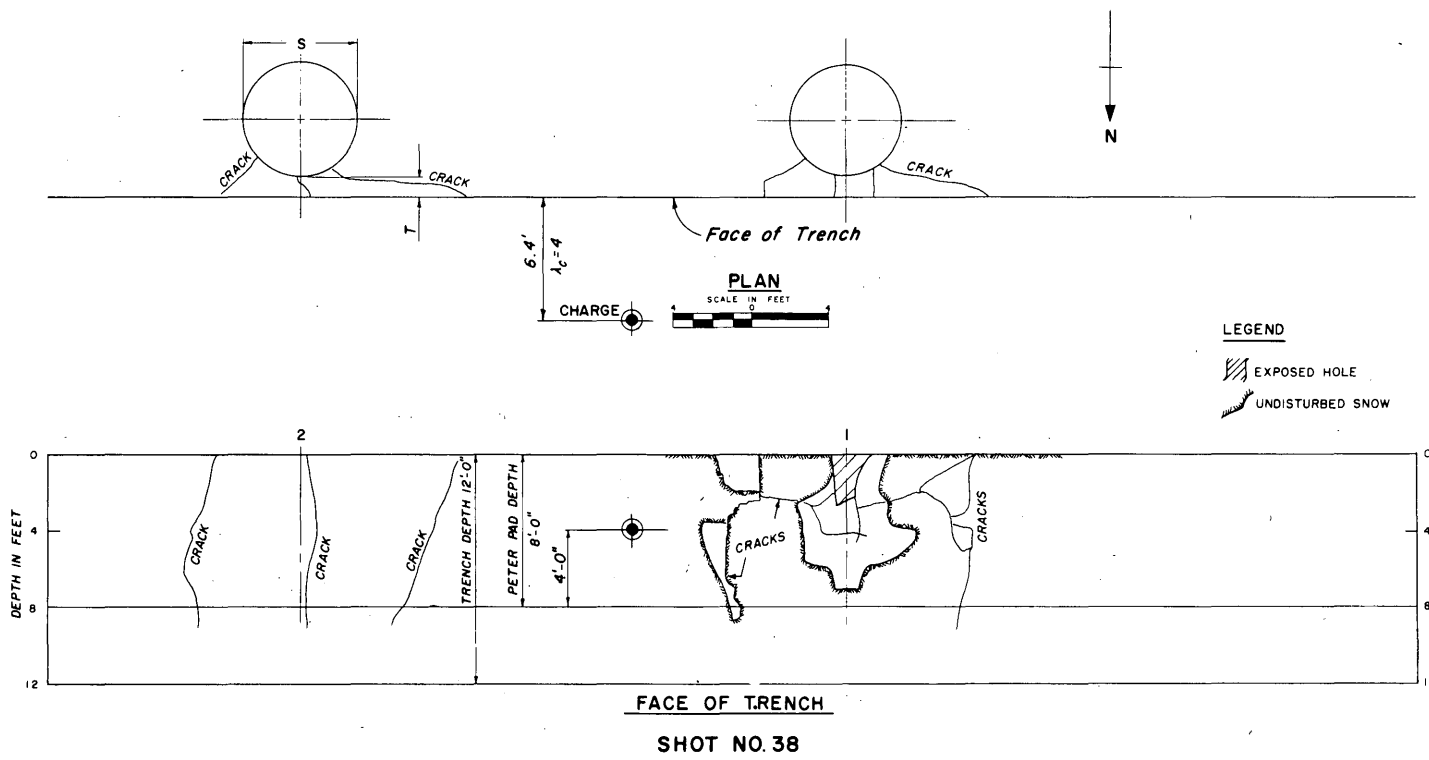 S
CRACK
CRACK
T
CRACK
N
Face of Trench
6.4'
λc=4
PLAN
SCALE IN FEET
4 0 4
CHARGE
LEGEND
EXPOSED HOLE
UNDISTURBED SNOW
2
1
0
4
8
12
DEPTH IN FEET
CRACK
CRACK
CRACK
TRENCH DEPTH 12'-0"
PETER PAD DEPTH
8'-0"
4'-0"
CRACKS
CRACKS
0
4
8
FACE OF TRENCH
SHOT NO. 38